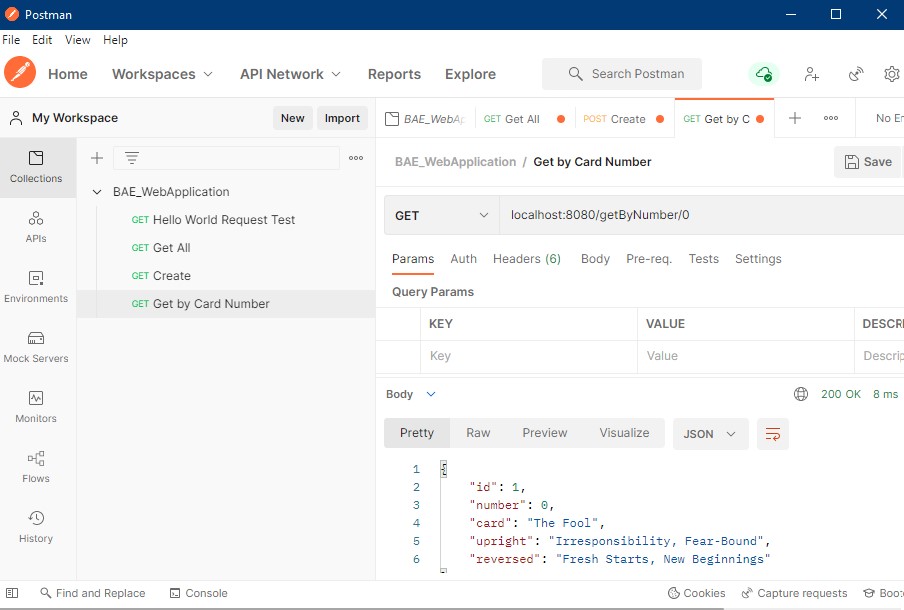 Postman
File Edit View Help
Home Workspaces API Network Reports Explore Search Postman
My Workspace New Import
BAE_WebAp GET Get All POST Create GET Get by C No En
Collections
APIs
Environments
Mock Servers
Monitors
Flows
History
BAE_WebApplication
GET Hello World Request Test
GET Get All
GET Create
GET Get by Card Number
BAE_WebApplication / Get by Card Number Save
GET localhost:8080/getByNumber/0
Params Auth Headers (6) Body Pre-req. Tests Settings
Query Params
KEY VALUE DESCR
Key Value Descrip
Body 200 OK 8 ms
Pretty Raw Preview Visualize JSON
1 {
2 "id": 1,
3 "number": 0,
4 "card": "The Fool",
5 "upright": "Irresponsibility, Fear-Bound",
6 "reversed": "Fresh Starts, New Beginnings"
Find and Replace Console Cookies Capture requests Boot